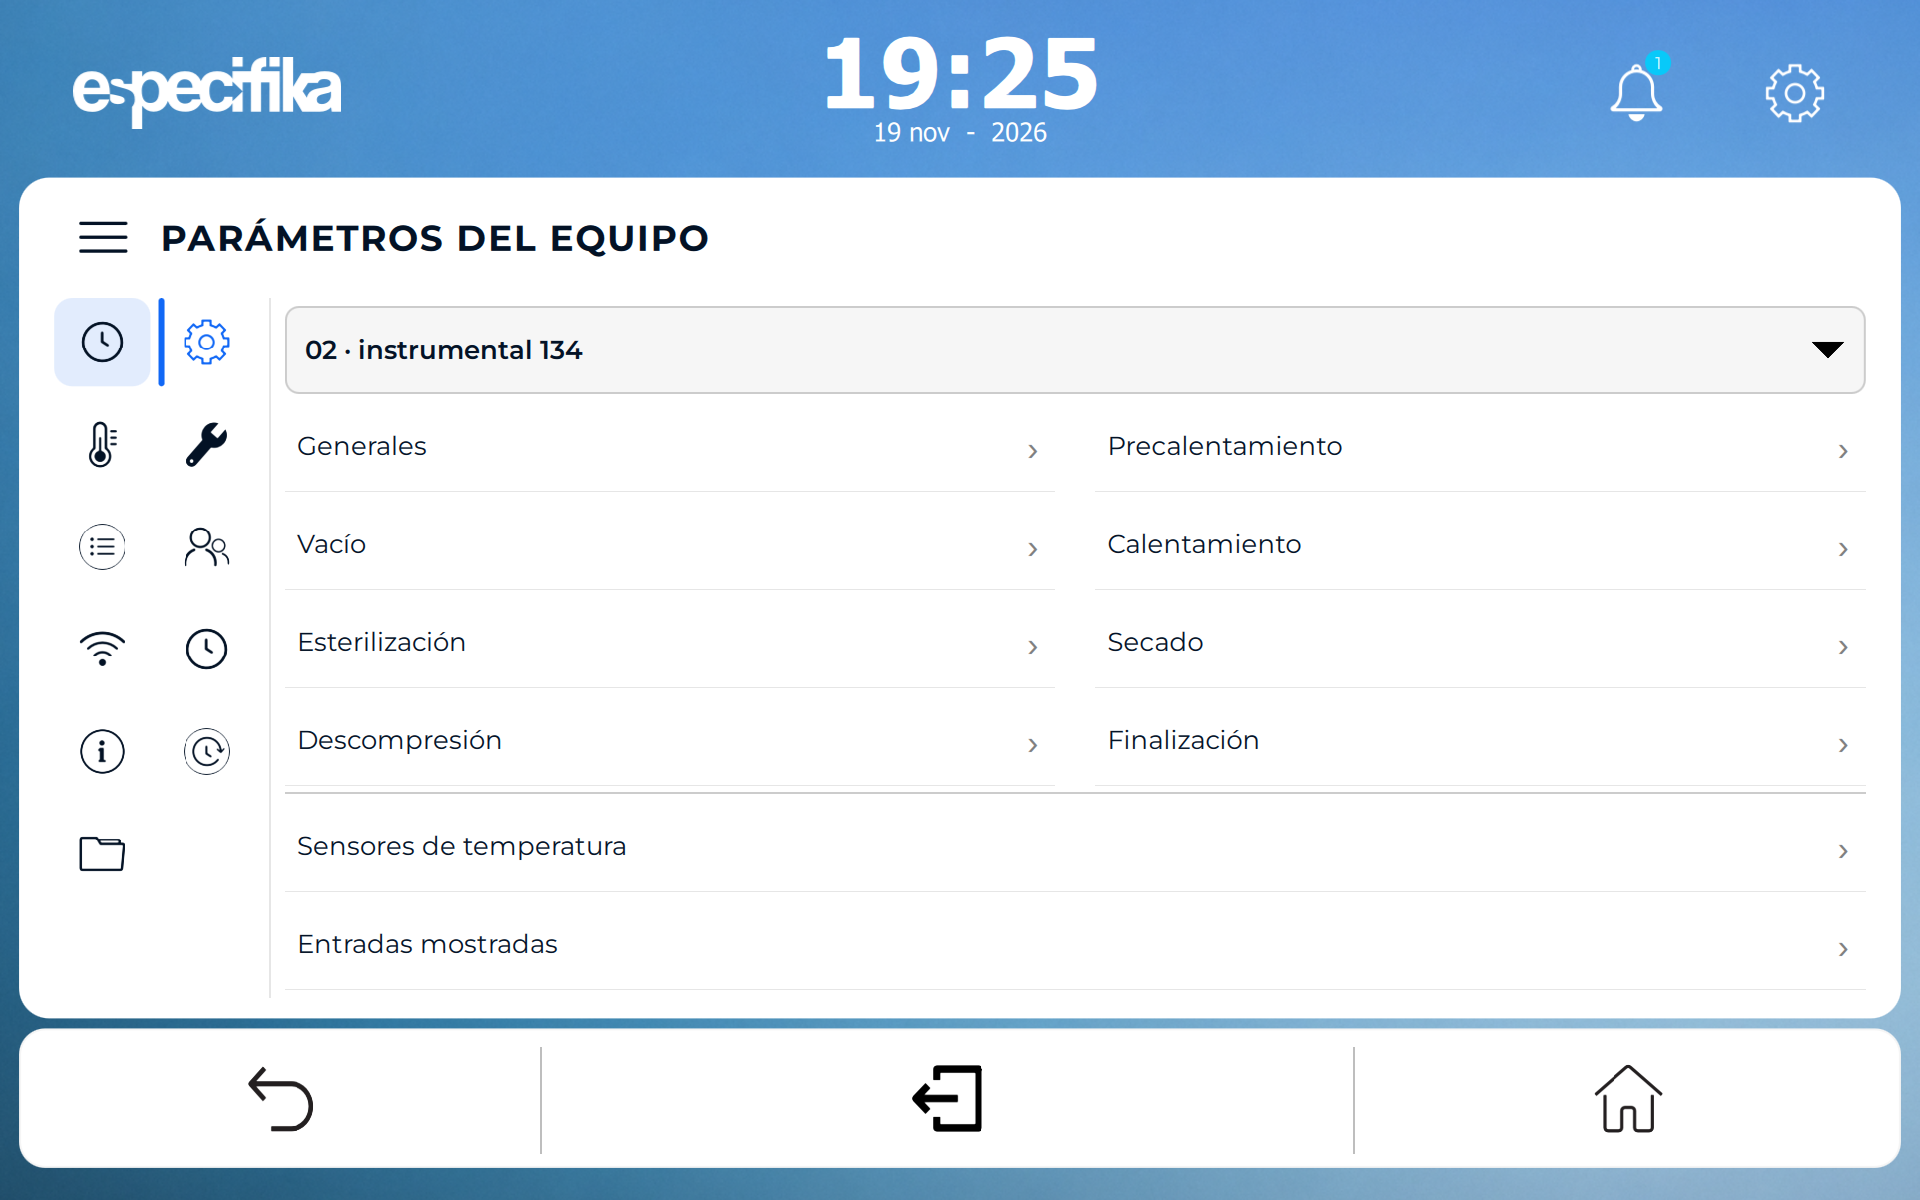 especifika
19:25
1
19 nov - 2026
PARÁMETROS DEL EQUIPO
02 · instrumental 134
Generales
Precalentamiento
Vacío
Calentamiento
Esterilización
Secado
Descompresión
Finalización
Sensores de temperatura
Entradas mostradas